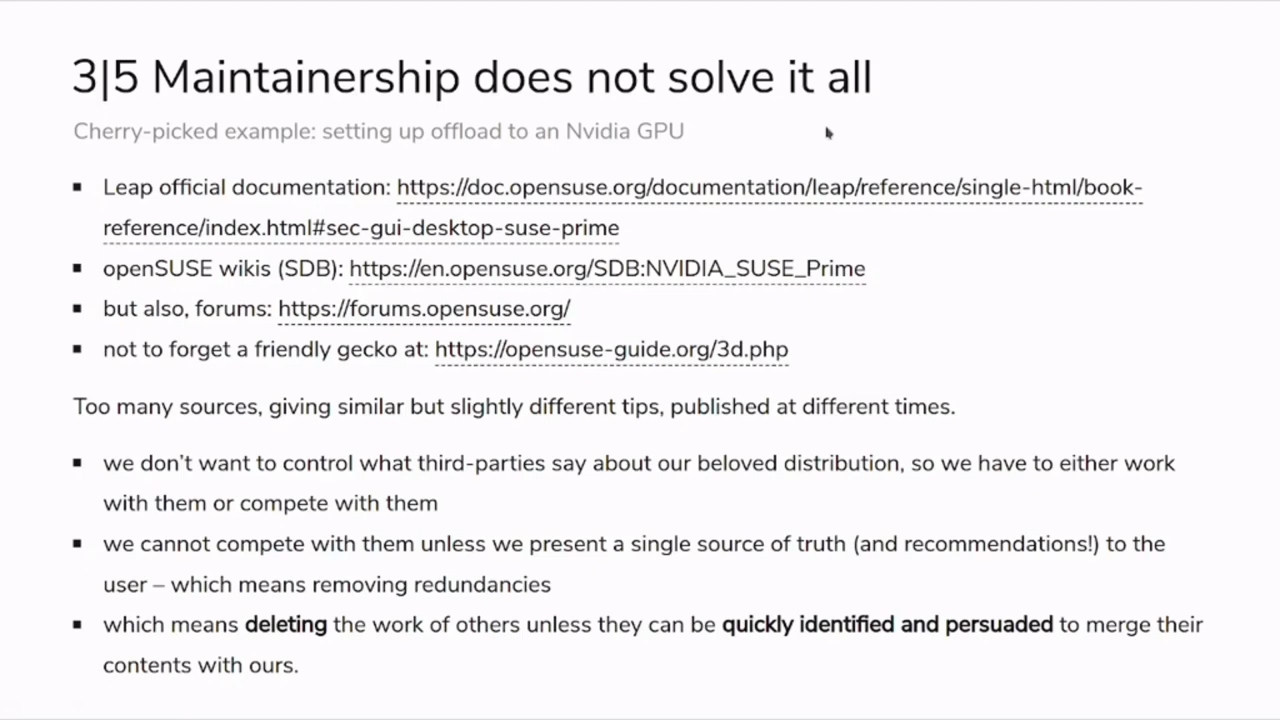 3|5 Maintainership does not solve it all
Cherry-picked example: setting up offload to an Nvidia GPU
▪ Leap official documentation: https://doc.opensuse.org/documentation/leap/reference/single-html/book-
reference/index.html#sec-gui-desktop-suse-prime
▪ openSUSE wikis (SDB): https://en.opensuse.org/SDB:NVIDIA_SUSE_Prime
▪ but also, forums: https://forums.opensuse.org/
▪ not to forget a friendly gecko at: https://opensuse-guide.org/3d.php
Too many sources, giving similar but slightly different tips, published at different times.
▪ we don't want to control what third-parties say about our beloved distribution, so we have to either work
with them or compete with them
▪ we cannot compete with them unless we present a single source of truth (and recommendations!) to the
user – which means removing redundancies
▪ which means deleting the work of others unless they can be quickly identified and persuaded to merge their
contents with ours.